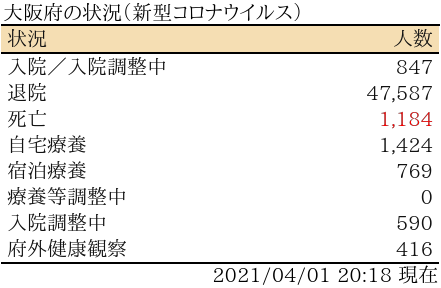 大阪府の状況（新型コロナウイルス）
状況 人数
入院／入院調整中 847
退院 47,587
死亡 1,184
自宅療養 1,424
宿泊療養 769
療養等調整中 0
入院調整中 590
府外健康観察 416
2021/04/01 20:18 現在